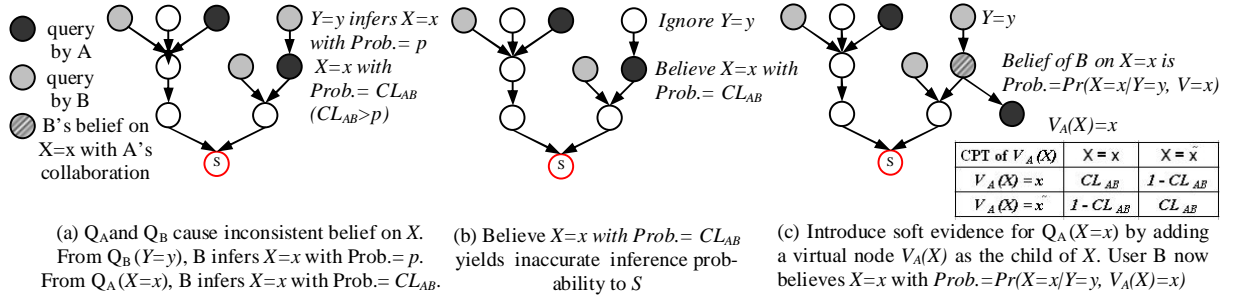 query
by A
query
by B
B's belief on
X=x with A's
collaboration
Y=y infers X=x
with Prob.= p
X=x with
Prob.= CL_AB
(CL_AB>p)
S
(a) Q_A and Q_B cause inconsistent belief on X.
From Q_B (Y=y), B infers X=x with Prob.= p.
From Q_A(X=x), B infers X=x with Prob.= CL_AB.
Ignore Y=y
Believe X=x with
Prob.= CL_AB
S
(b) Believe X=x with Prob.= CL_AB
yields inaccurate inference prob-
ability to S
Y=y
Belief of B on X=x is
Prob.=Pr(X=x/Y=y, V=x)
V_A(X)=x
S
CPT of V_A(X) X = x X = x̃
V_A(X) = x CL_AB 1 - CL_AB
V_A(X) = x̃ 1 - CL_AB CL_AB
(c) Introduce soft evidence for Q_A(X=x) by adding
a virtual node V_A(X) as the child of X. User B now
believes X=x with Prob.=Pr(X=x/Y=y, V_A(X)=x)